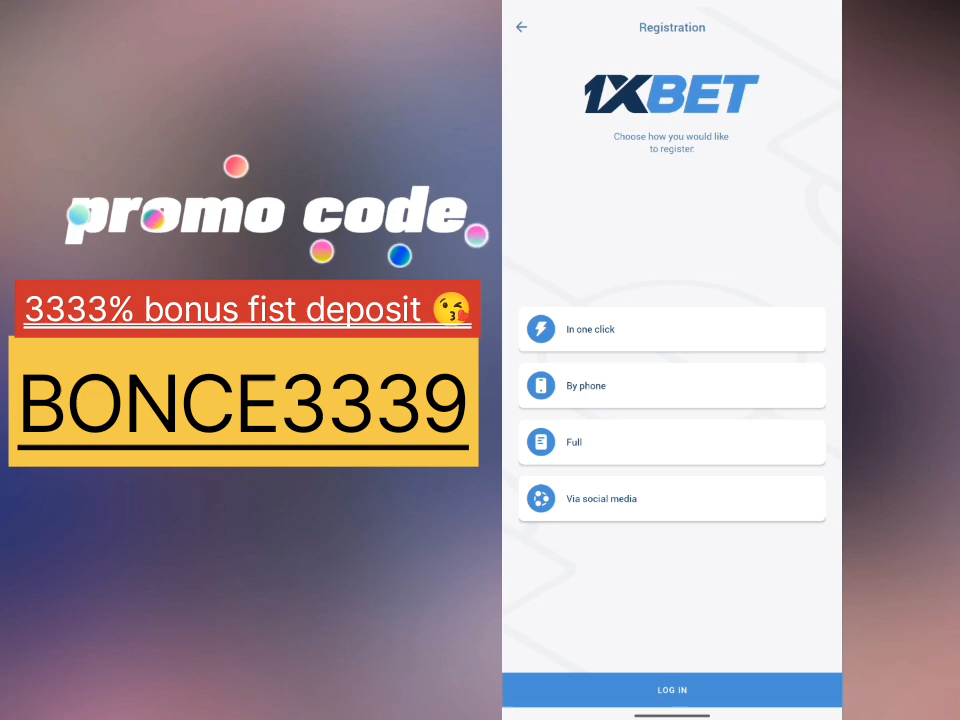 promo code
3333% bonus fist deposit 😘
BONCE3339
Registration
1XBET
Choose how you would like
to register:
In one click
By phone
Full
Via social media
LOG IN